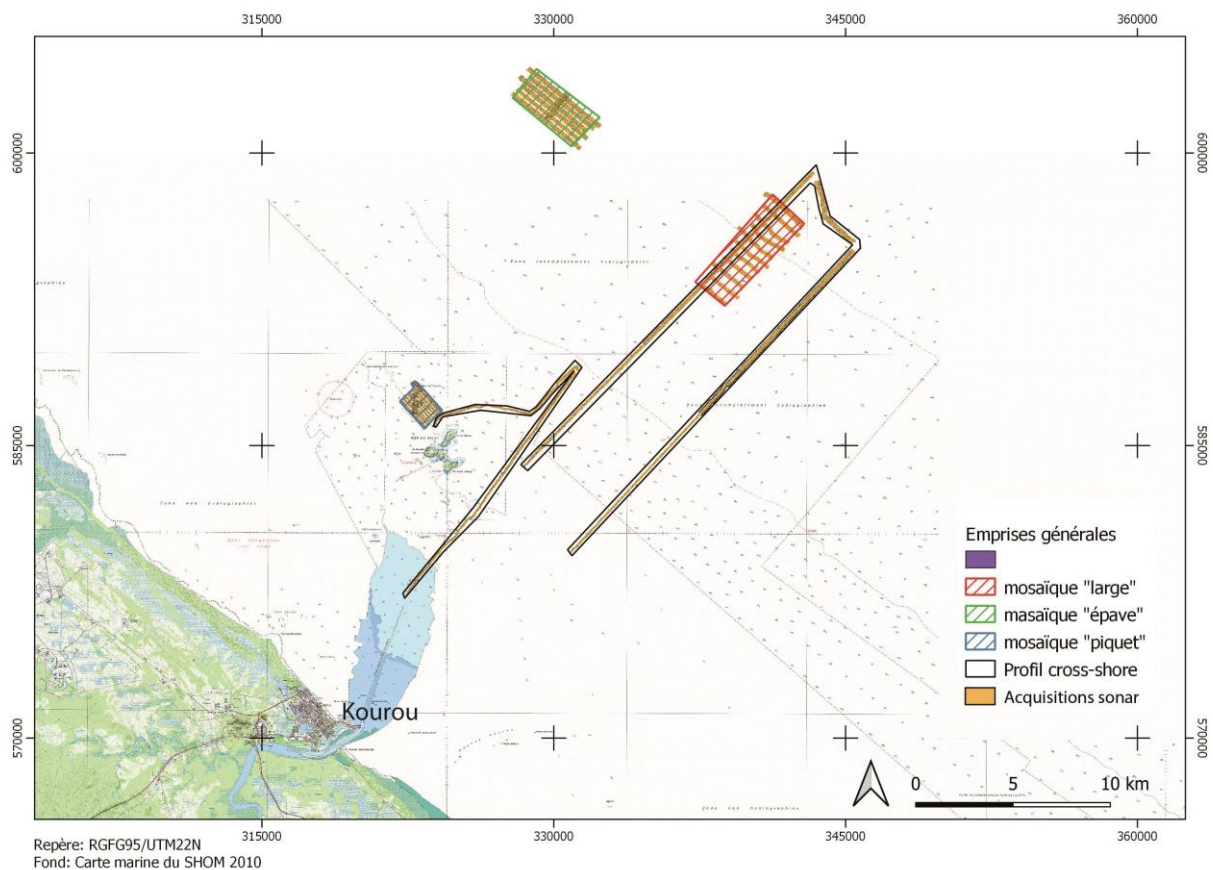 315000 330000 345000 360000
600000 600000
585000 585000
570000 570000
Kourou
Emprises générales
mosaïque "large"
masaïque "épave"
mosaïque "piquet"
Profil cross-shore
Acquisitions sonar
0 5 10 km
315000 330000 345000 360000
Repère: RGFG95/UTM22N
Fond: Carte marine du SHOM 2010